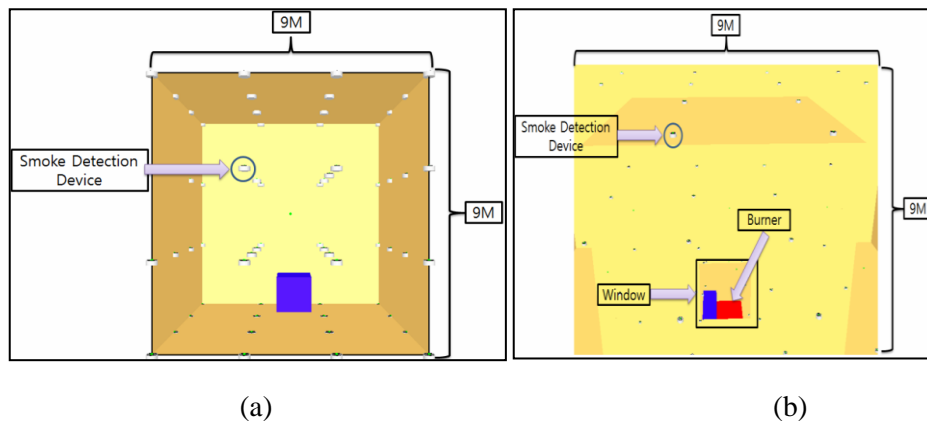 9M
Smoke Detection
Device
9M
(a)
9M
Smoke Detection
Device
Burner
Window
9M
(b)